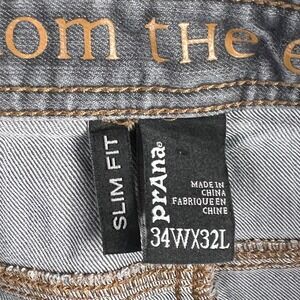 om tHe e
SLIM FIT
prAna®
MADE IN
CHINA
FABRIQUE EN
CHINE
34WX32L